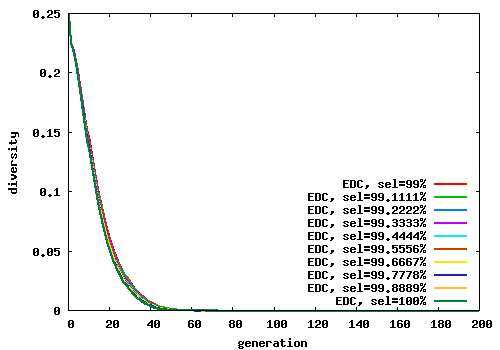 0.25
0.2
0.15
0.1
0.05
0
diversity
EDC, sel=99%
EDC, sel=99.1111%
EDC, sel=99.2222%
EDC, sel=99.3333%
EDC, sel=99.4444%
EDC, sel=99.5556%
EDC, sel=99.6667%
EDC, sel=99.7778%
EDC, sel=99.8889%
EDC, sel=100%
0 20 40 60 80 100 120 140 160 180 200
generation